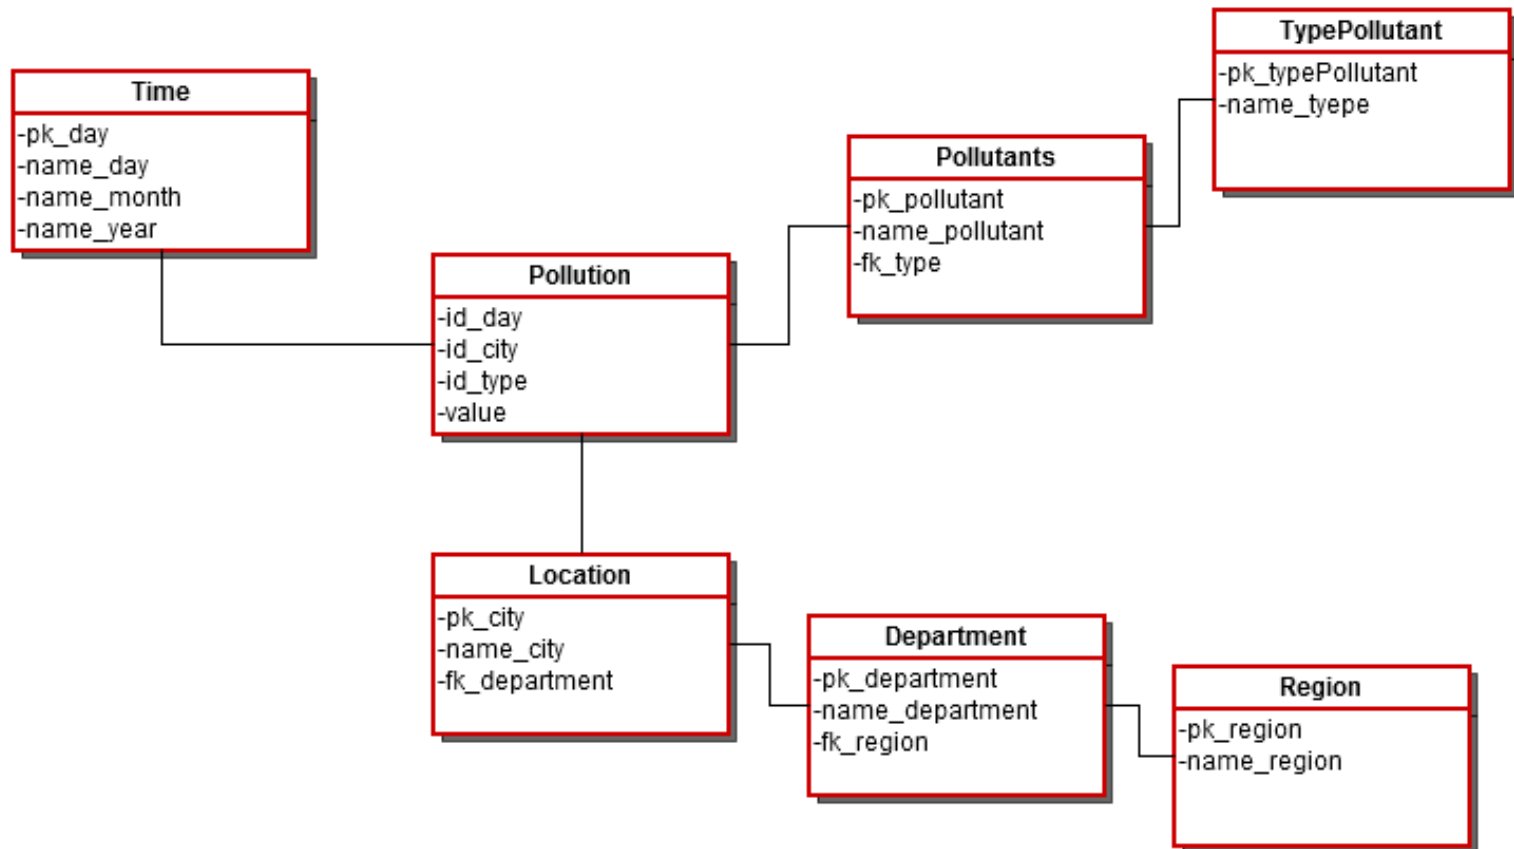 Time
-pk_day
-name_day
-name_month
-name_year
Pollution
-id_day
-id_city
-id_type
-value
Pollutants
-pk_pollutant
-name_pollutant
-fk_type
TypePollutant
-pk_typePollutant
-name_tyepe
Location
-pk_city
-name_city
-fk_department
Department
-pk_department
-name_department
-fk_region
Region
-pk_region
-name_region